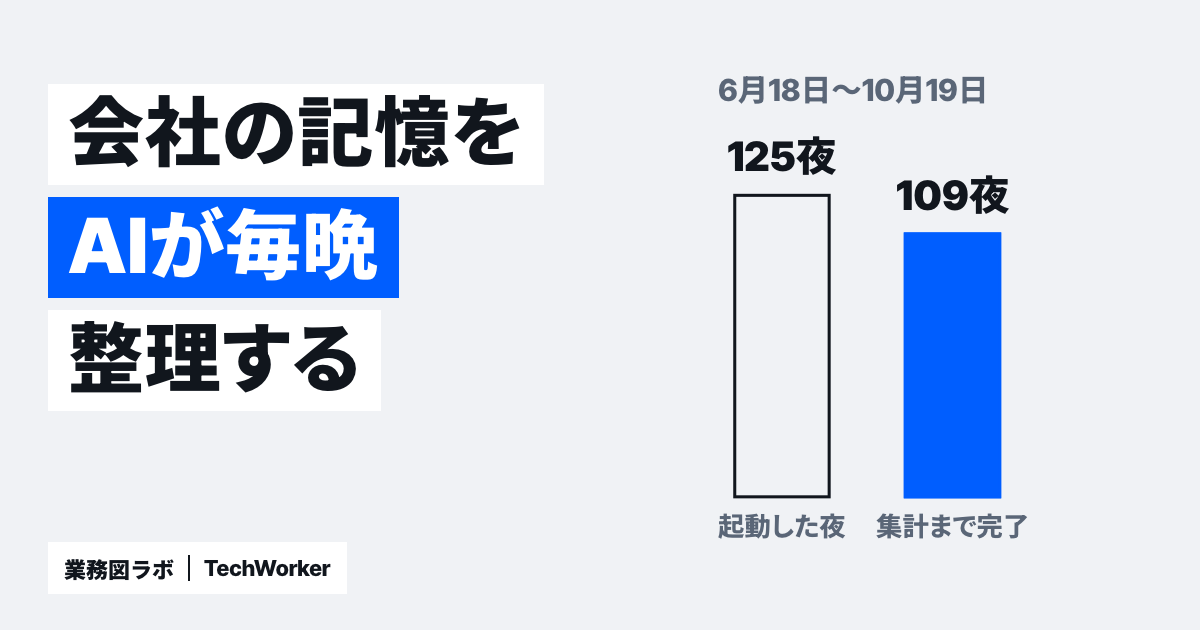 会社の記憶を
AIが毎晩
整理する
業務図ラボ | TechWorker
6月18日〜10月19日
125夜
109夜
起動した夜
集計まで完了